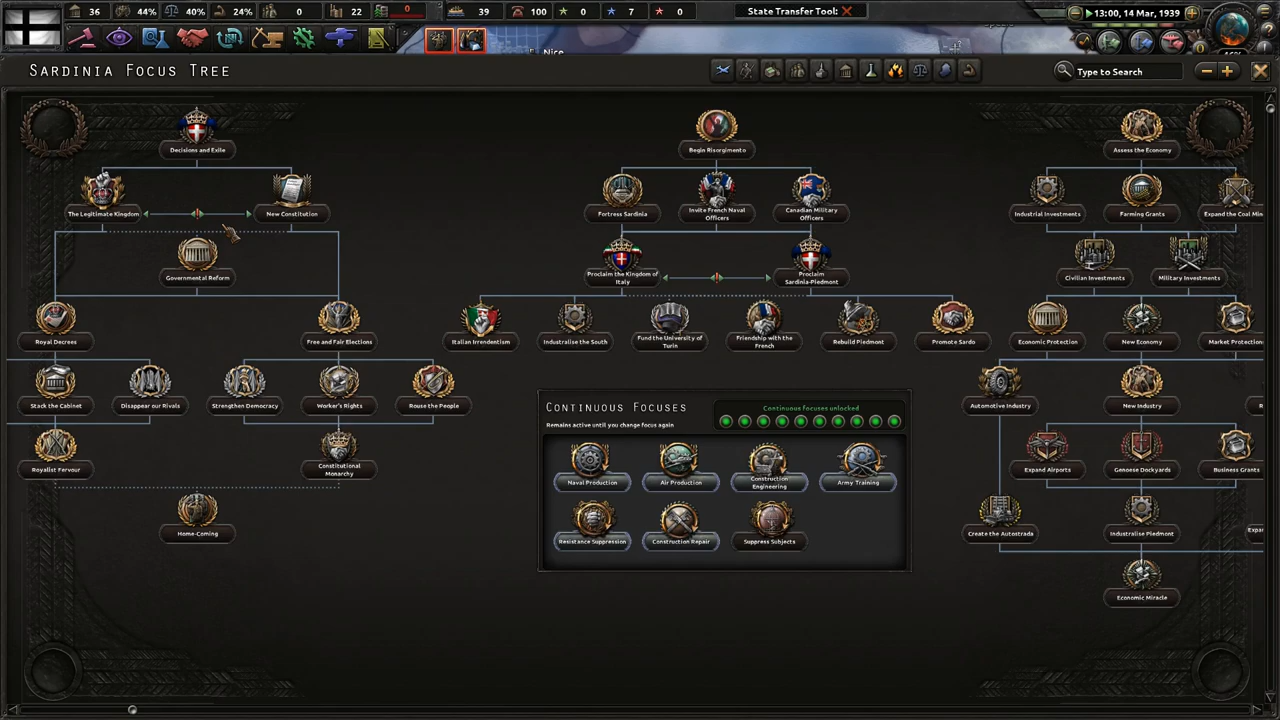 36 44% 40% 24% 0 22 0 39 100 0 7 0 State Transfer Tool: 13:00, 14 Mar, 1939
Nice
SARDINIA FOCUS TREE
Type to Search
Decisions and Exile
Begin Risorgimento
Assess the Economy
The Legitimate Kingdom
New Constitution
Fortress Sardinia
Invite French Naval
Officers
Canadian Military
Officers
Industrial Investments
Farming Grants
Expand the Coal Min
Governmental Reform
Proclaim the Kingdom of
Italy
Proclaim
Sardinia-Piedmont
Civilian Investments
Military Investments
Royal Decrees
Free and Fair Elections
Italian Irrendentism
Industralise the South
Fund the University of
Turin
Friendship with the
French
Rebuild Piedmont
Promote Sardo
Economic Protection
New Economy
Market Protection
Stack the Cabinet
Disappear our Rivals
Strengthen Democracy
Worker's Rights
Rouse the People
Automotive Industry
New Industry
CONTINUOUS FOCUSES
Continuous focuses unlocked
Remains active until you change focus again
Royalist Fervour
Constitutional
Monarchy
Expand Airports
Genoese Dockyards
Business Grants
Naval Production
Air Production
Construction
Engineering
Army Training
Home-Coming
Resistance Suppression
Construction Repair
Suppress Subjects
Create the Autostrada
Industralise Piedmont
Expan
Economic Miracle